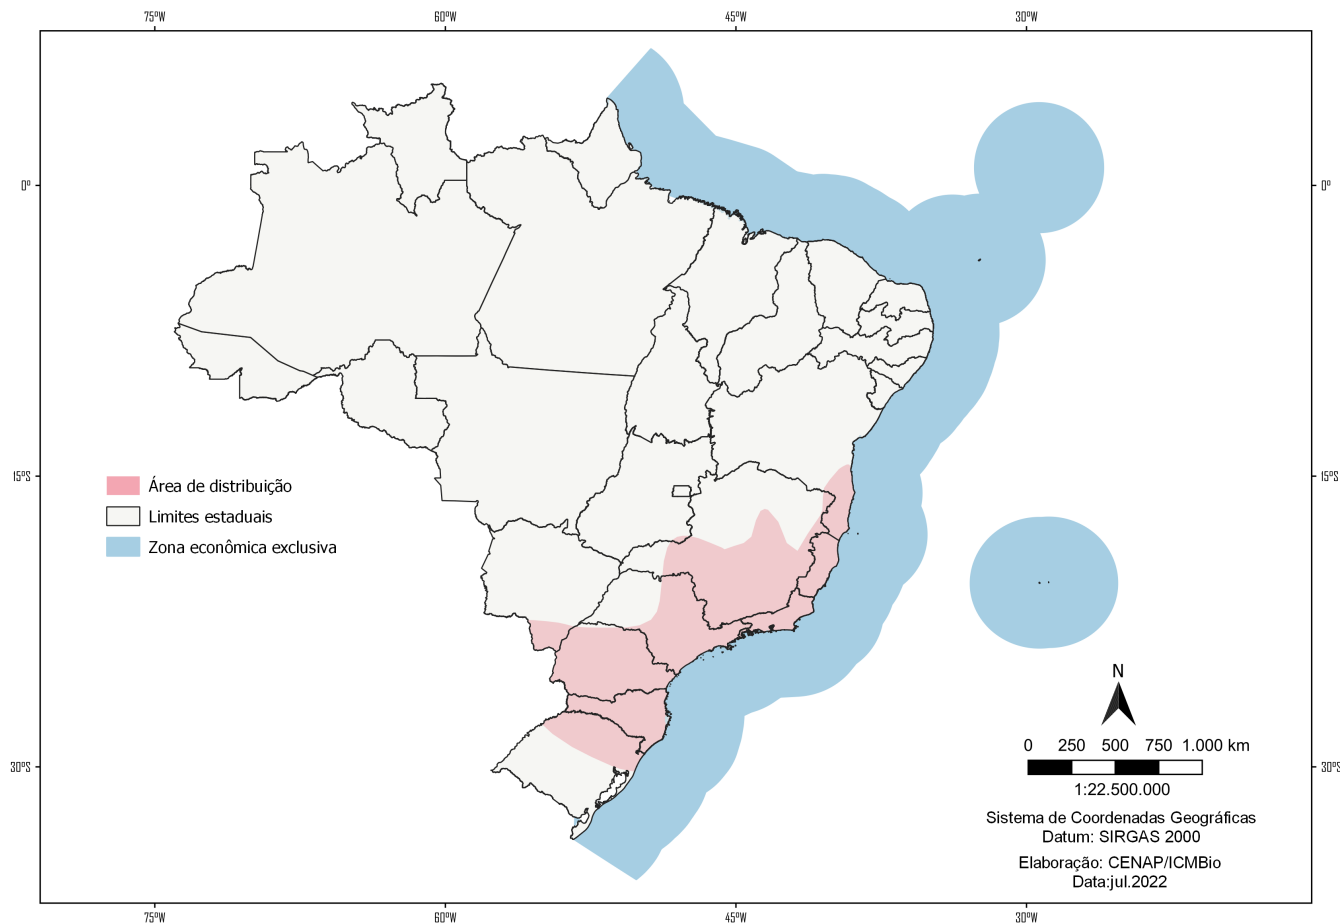 75°W 60°W 45°W 30°W
0° 0°
15°S 15°S
Área de distribuição
Limites estaduais
Zona econômica exclusiva
N
0 250 500 750 1.000 km
30°S 30°S
1:22.500.000
Sistema de Coordenadas Geográficas
Datum: SIRGAS 2000
Elaboração: CENAP/ICMBio
Data:jul.2022
75°W 60°W 45°W 30°W